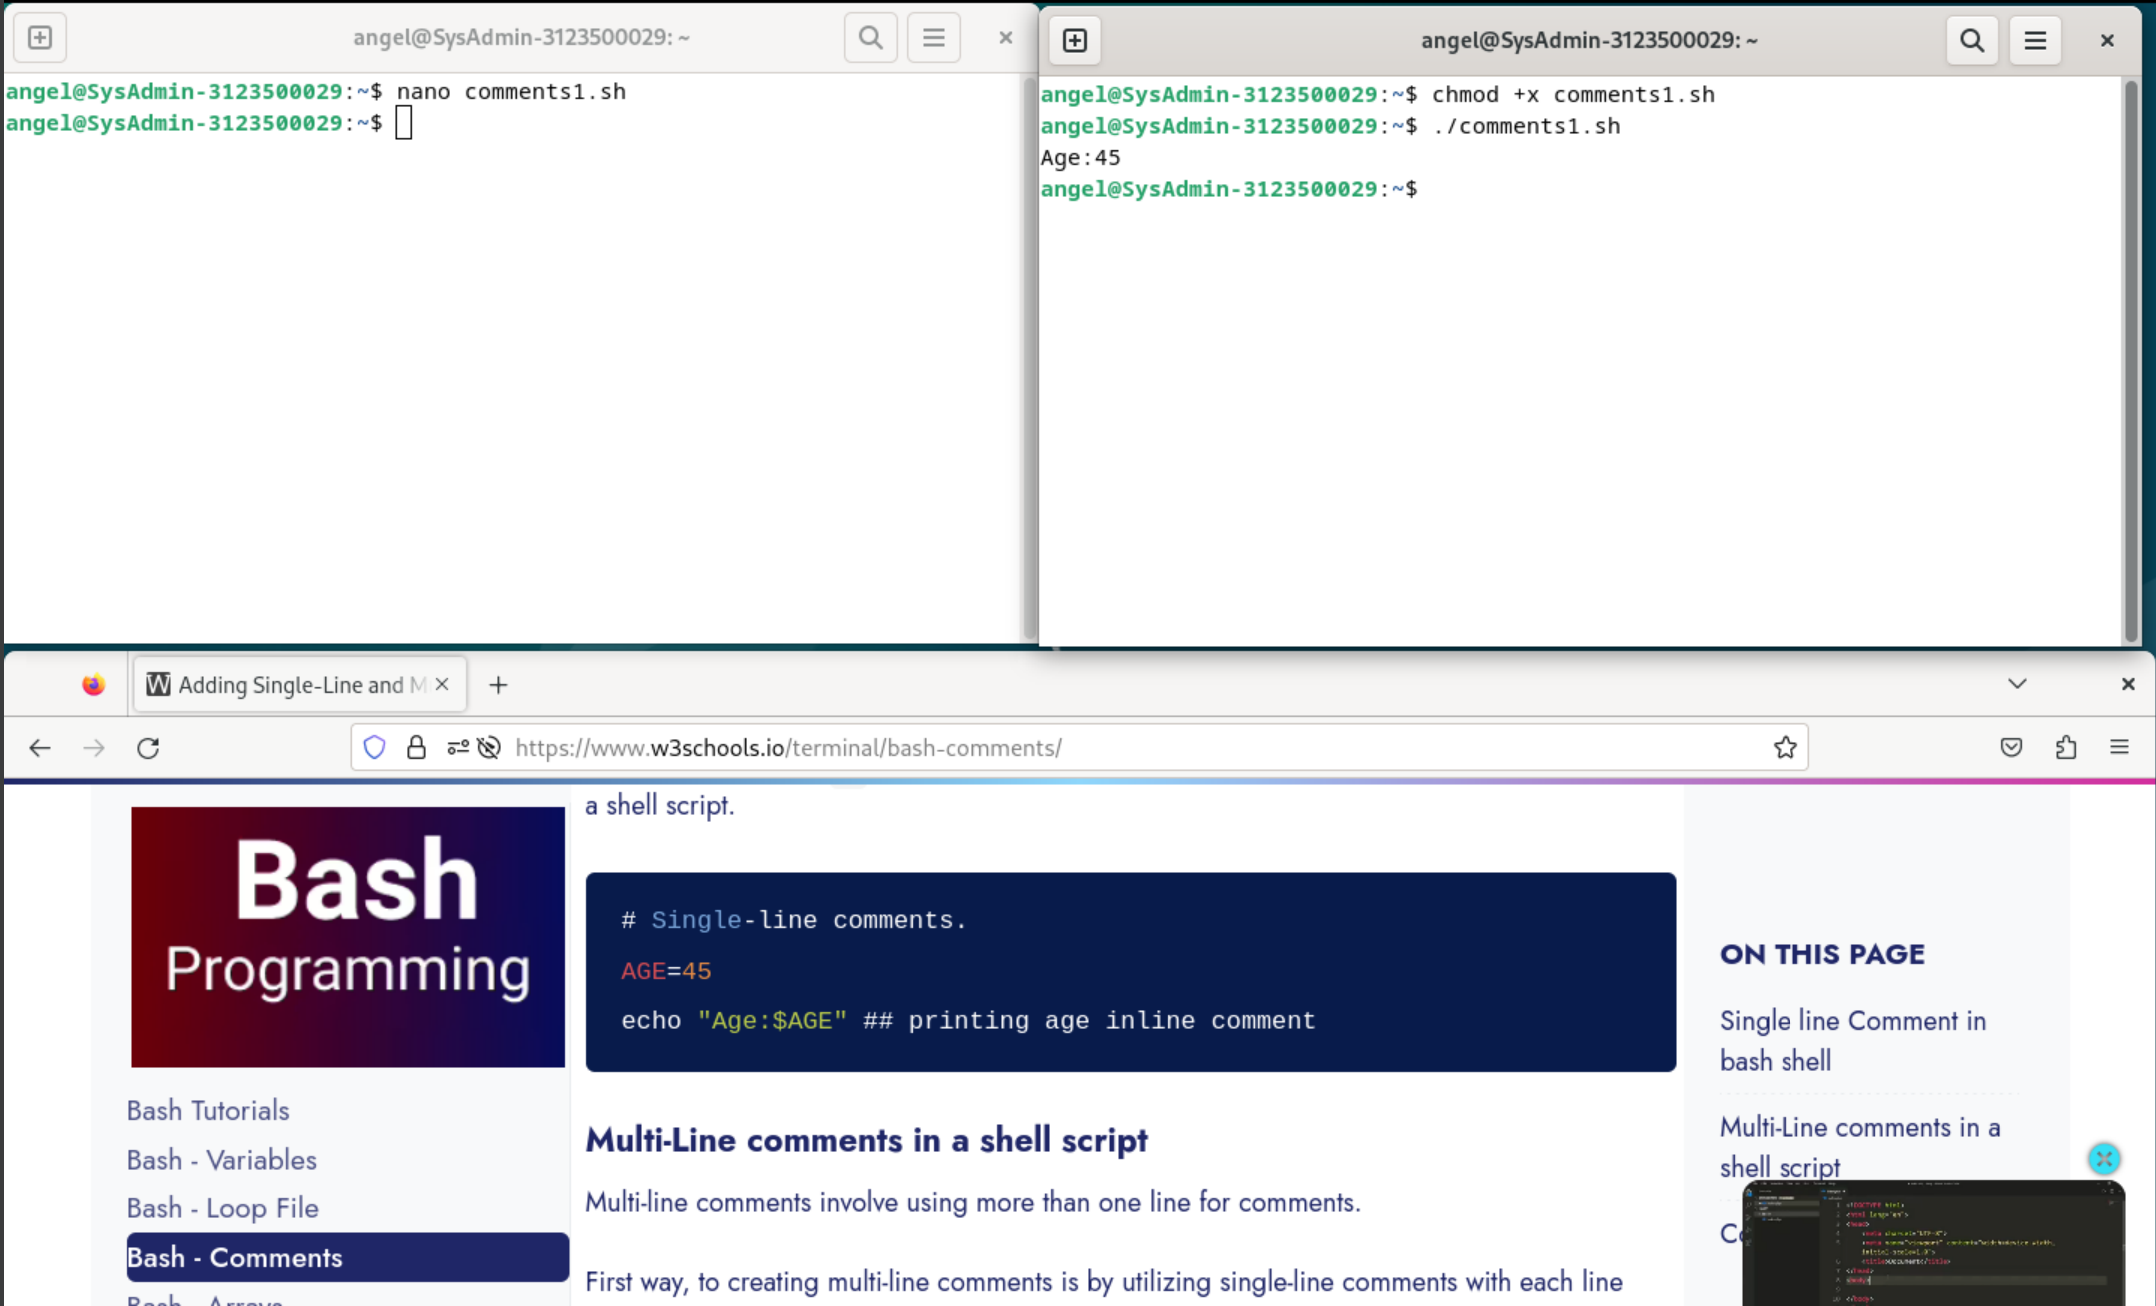 angel@SysAdmin-3123500029: ~
angel@SysAdmin-3123500029:~$ nano comments1.sh
angel@SysAdmin-3123500029:~$
angel@SysAdmin-3123500029: ~
angel@SysAdmin-3123500029:~$ chmod +x comments1.sh
angel@SysAdmin-3123500029:~$ ./comments1.sh
Age:45
angel@SysAdmin-3123500029:~$
W Adding Single-Line and M
https://www.w3schools.io/terminal/bash-comments/
Bash
Programming
Bash Tutorials
Bash - Variables
Bash - Loop File
Bash - Comments
Bash - Arrays
a shell script.
# Single-line comments.
AGE=45
echo "Age:$AGE" ## printing age inline comment
Multi-Line comments in a shell script
Multi-line comments involve using more than one line for comments.
First way, to creating multi-line comments is by utilizing single-line comments with each line
ON THIS PAGE
Single line Comment in
bash shell
Multi-Line comments in a
shell script